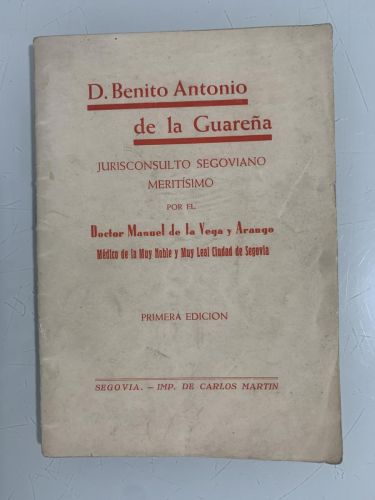 D. Benito Antonio
de la Guareña
JURISCONSULTO SEGOVIANO
MERITÍSIMO
POR EL
Doctor Manuel de la Vega y Arango
Médico de la Muy Noble y Muy Leal Ciudad de Segovia
PRIMERA EDICION
SEGOVIA. — IMP. DE CARLOS MARTIN